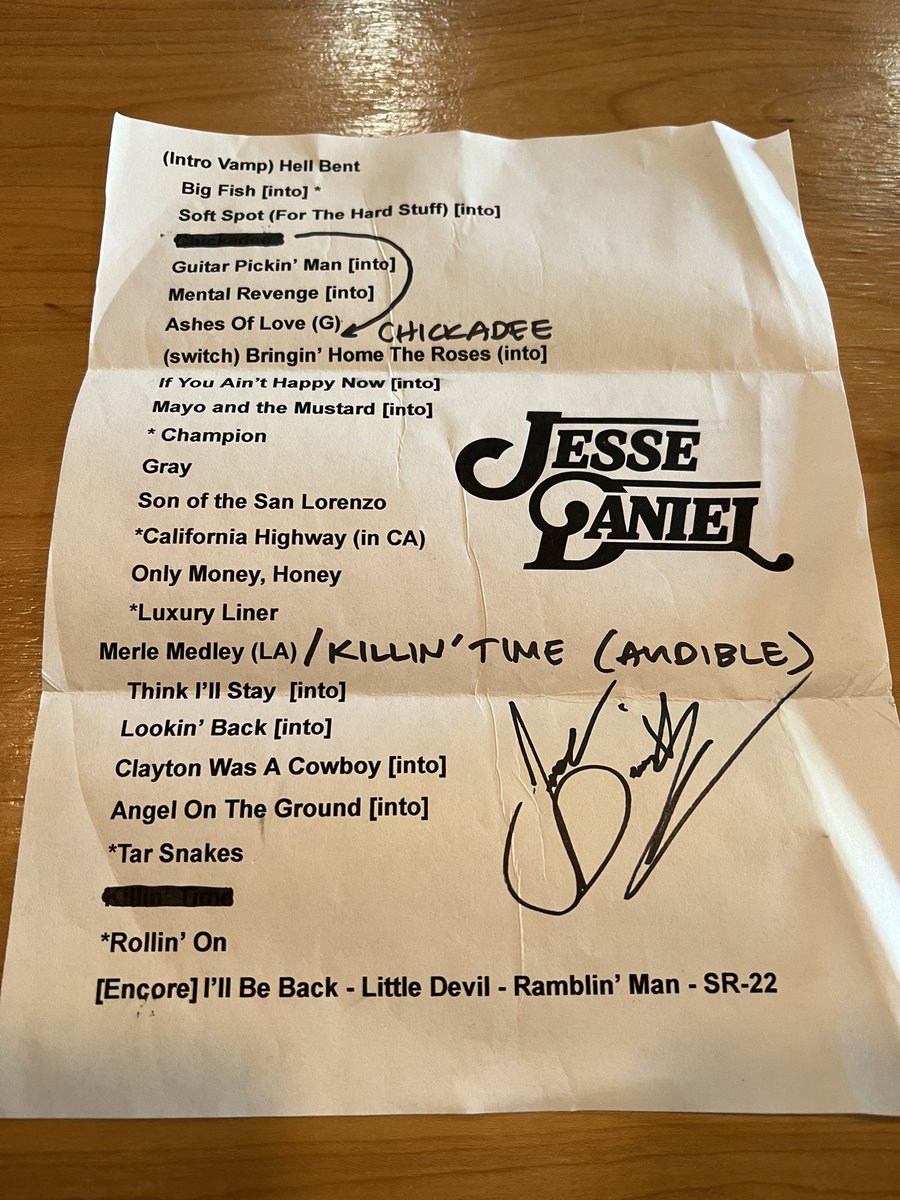 (Intro Vamp) Hell Bent
Big Fish [into] *
Soft Spot (For The Hard Stuff) [into]
Chickadee
Guitar Pickin' Man [into]
Mental Revenge [into]
Ashes Of Love (G)
CHICKADEE
(switch) Bringin' Home The Roses (into]
If You Ain't Happy Now [into]
Mayo and the Mustard [into]
* Champion
Gray
Son of the San Lorenzo
*California Highway (in CA)
Only Money, Honey
*Luxury Liner
JESSE
DANIEL
Merle Medley (LA) / KILLIN' TIME (AUDIBLE)
Think I'll Stay [into]
Lookin' Back [into]
Clayton Was A Cowboy [into]
Angel On The Ground [into]
*Tar Snakes
Killin' Time
*Rollin' On
[Encore] I'll Be Back - Little Devil - Ramblin' Man - SR-22